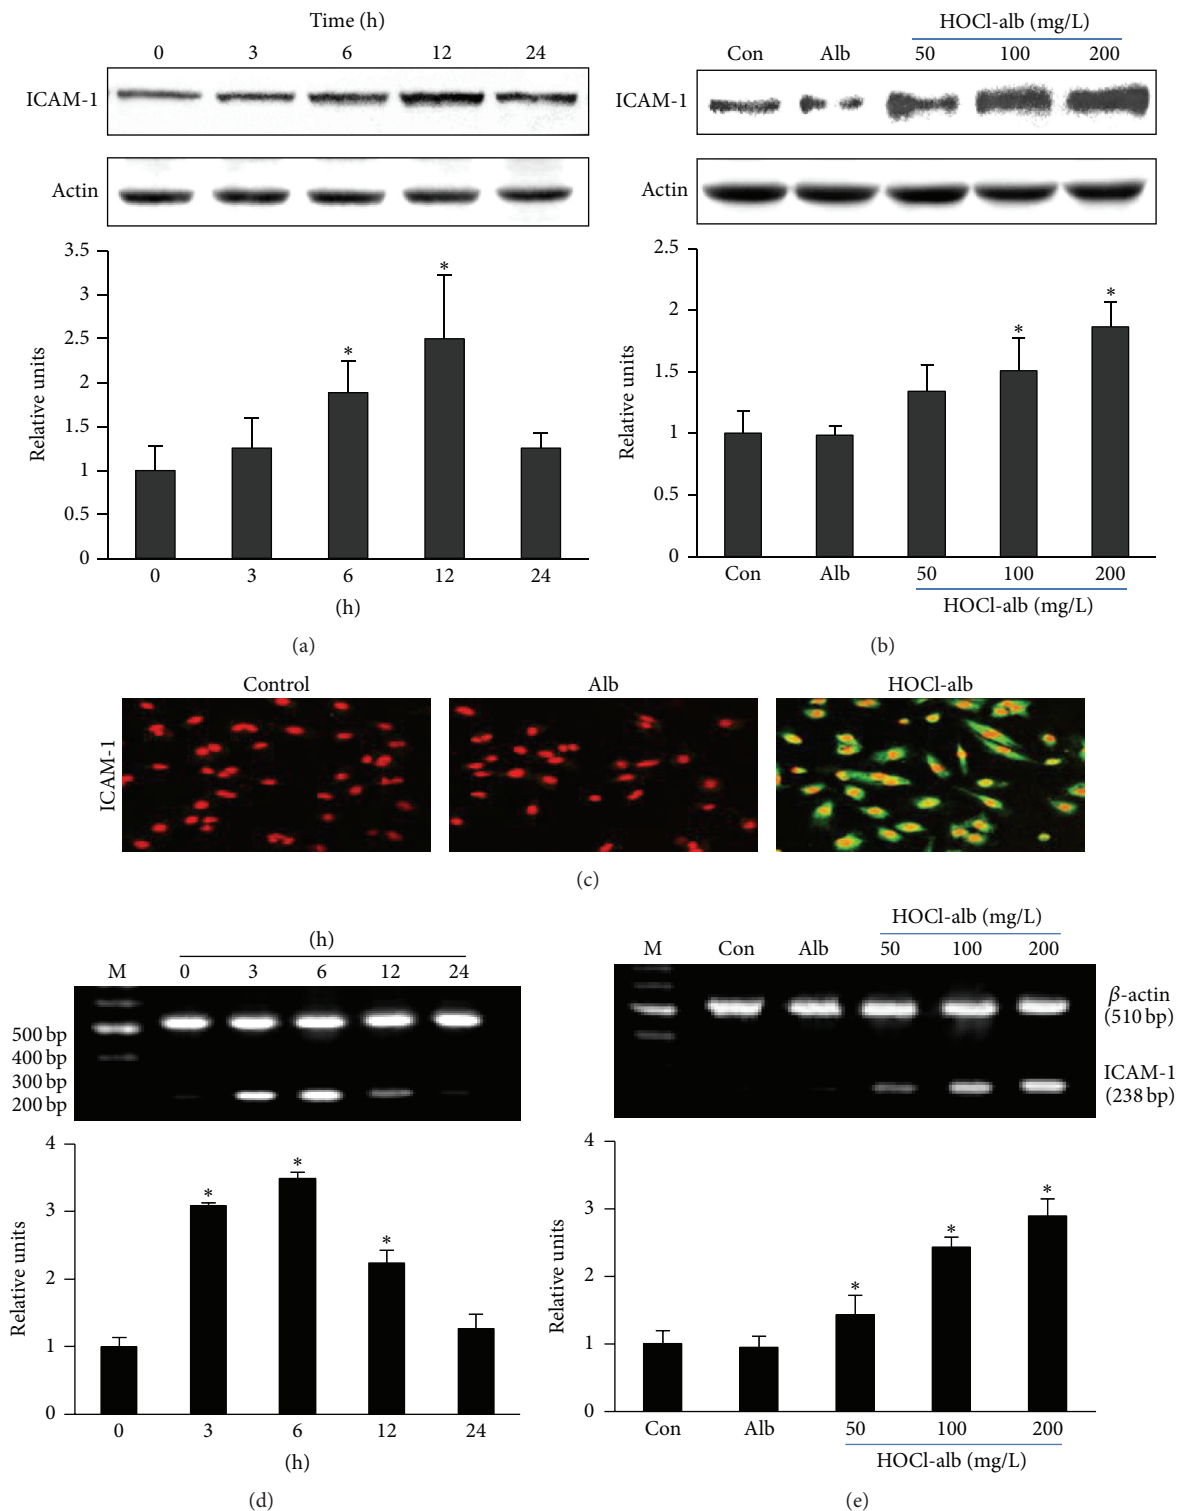 Time (h)
0 3 6 12 24
ICAM-1
Actin
3.5
3
2.5
2
1.5
1
0.5
0
Relative units
0 3 6 12 24
(h)
(a)
HOCl-alb (mg/L)
Con Alb 50 100 200
ICAM-1
Actin
2.5
2
1.5
1
0.5
0
Relative units
* *
* *
Con Alb 50 100 200
HOCl-alb (mg/L)
(b)
Control Alb HOCl-alb
ICAM-1
(c)
(h)
M 0 3 6 12 24
500 bp
400 bp
300 bp
200 bp
4
3
2
1
0
Relative units
* * *
0 3 6 12 24
(h)
(d)
HOCl-alb (mg/L)
M Con Alb 50 100 200
β-actin
(510 bp)
ICAM-1
(238 bp)
4
3
2
1
0
Relative units
* * *
Con Alb 50 100 200
HOCl-alb (mg/L)
(e)